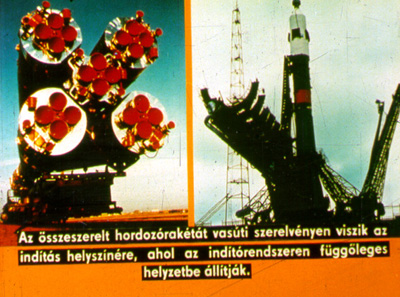 Az összeszerelt hordozórakétát vasúti szerelvényen viszik az
indítás helyszínére, ahol az indítórendszeren függőleges
helyzetbe állítják.